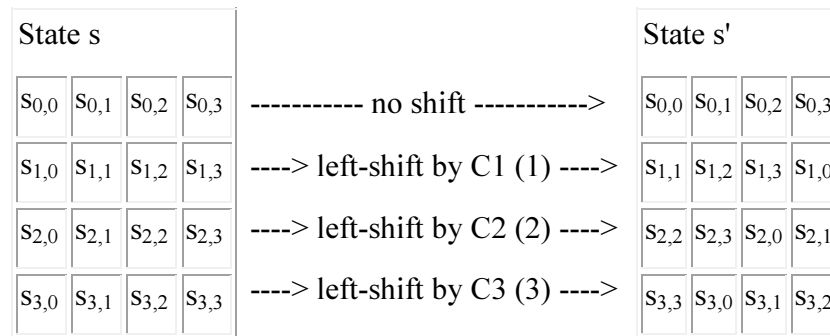 State s State s'
s0,0 s0,1 s0,2 s0,3 ----------- no shift -----------> s0,0 s0,1 s0,2 s0,3
s1,0 s1,1 s1,2 s1,3 ----> left-shift by C1 (1) ----> s1,1 s1,2 s1,3 s1,0
s2,0 s2,1 s2,2 s2,3 ----> left-shift by C2 (2) ----> s2,2 s2,3 s2,0 s2,1
s3,0 s3,1 s3,2 s3,3 ----> left-shift by C3 (3) ----> s3,3 s3,0 s3,1 s3,2